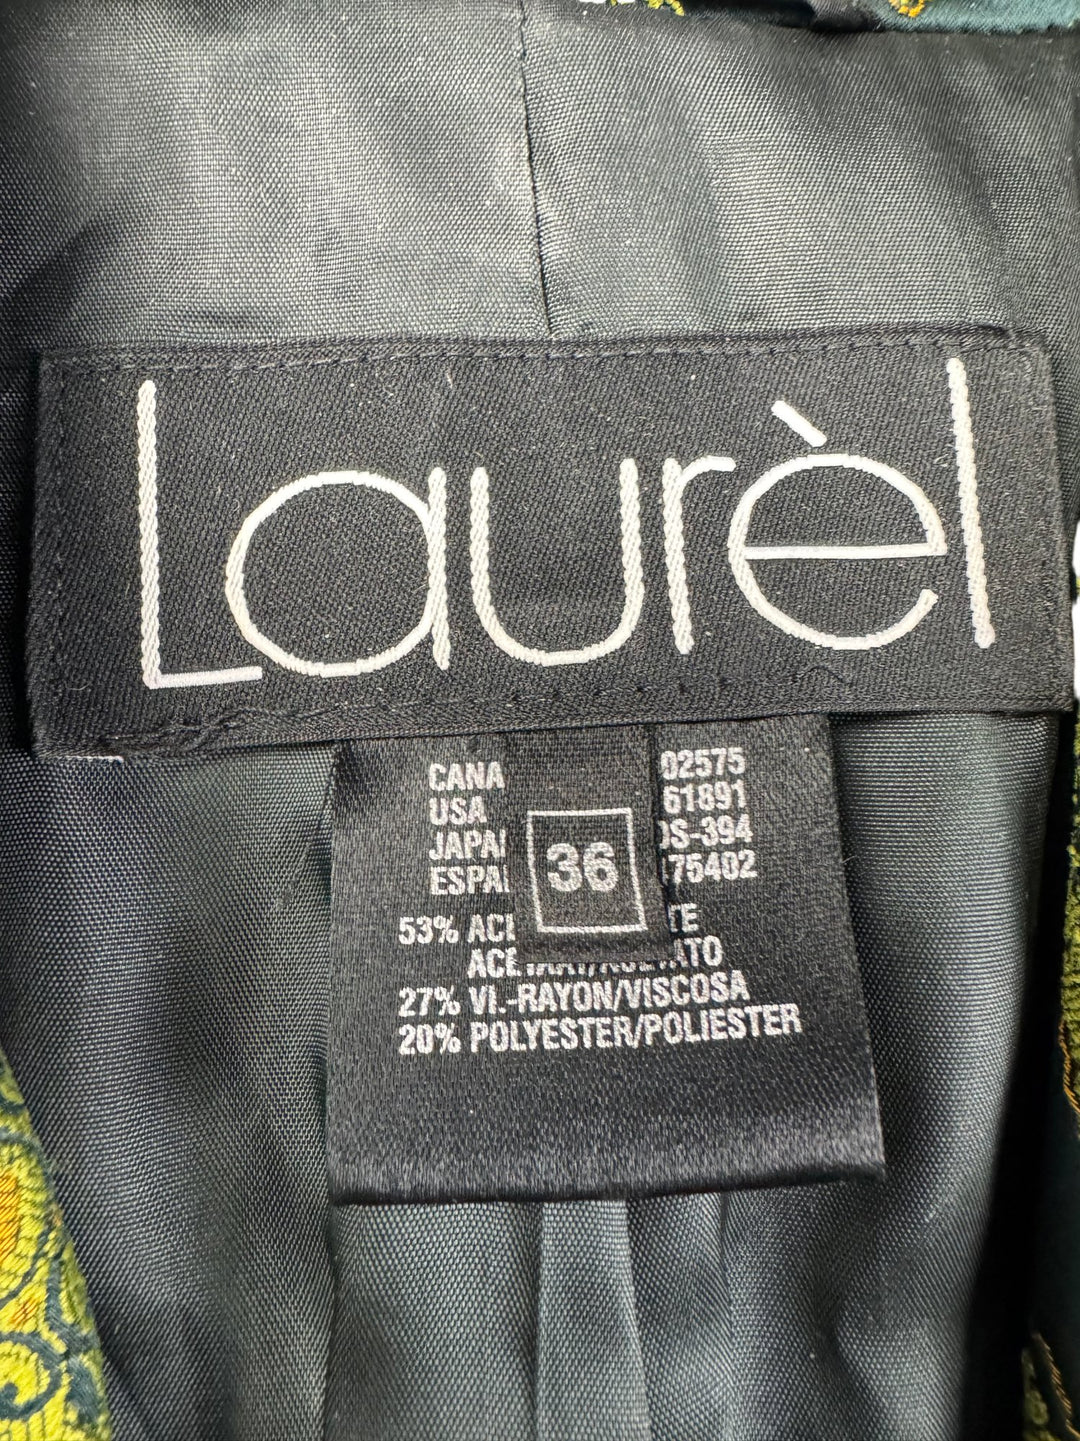 Laurèl
CANA 02575
USA 61891
JAPA S-394
ESPA 75402
36
53% AC TE
ACE ATO
27% VI.-RAYON/VISCOSA
20% POLYESTER/POLIESTER